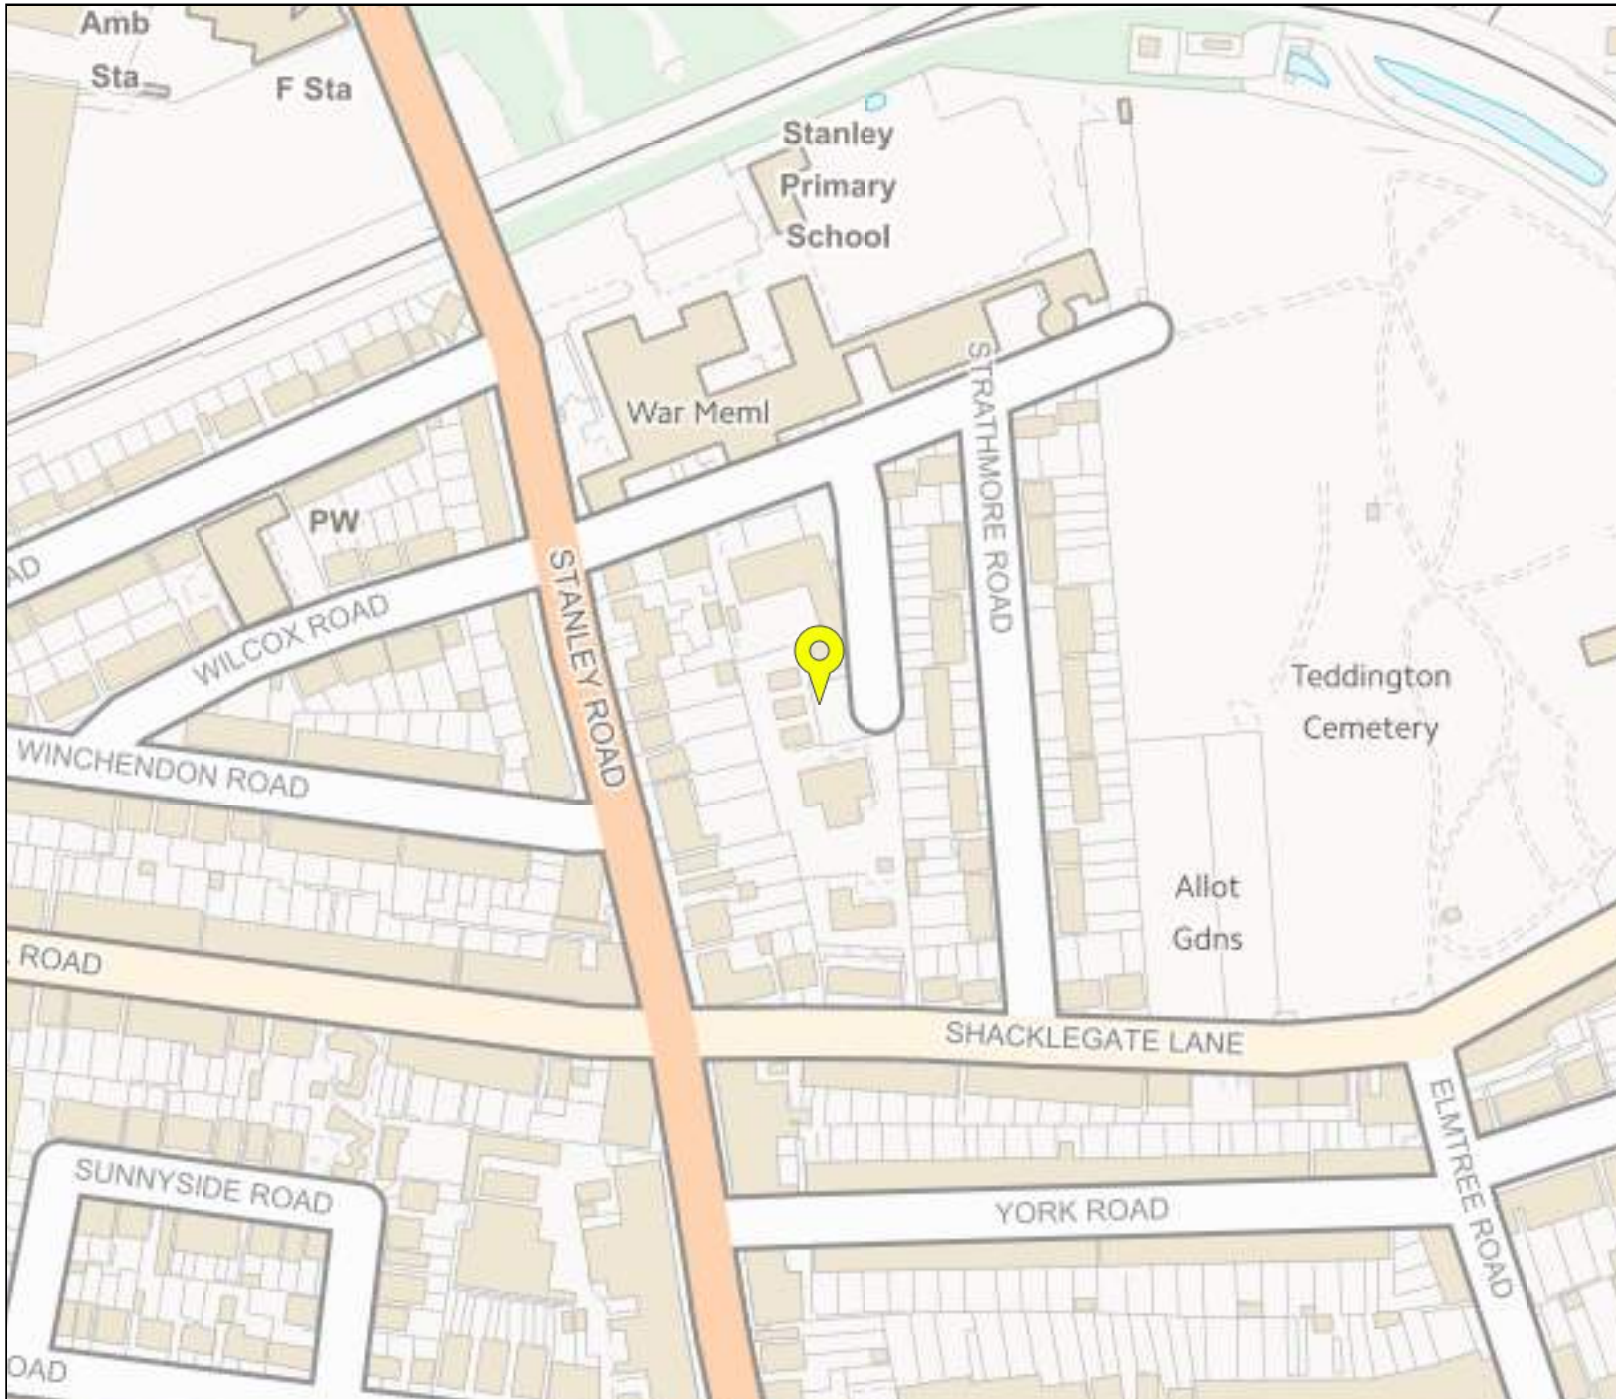 Amb
Sta
F Sta
Stanley
Primary
School
War Meml
STRATHMORE ROAD
PW
AD
WILCOX ROAD
STANLEY ROAD
WINCHENDON ROAD
Teddington
Cemetery
Allot
Gdns
ROAD
SHACKLEGATE LANE
ELMTREE ROAD
SUNNYSIDE ROAD
YORK ROAD
OAD